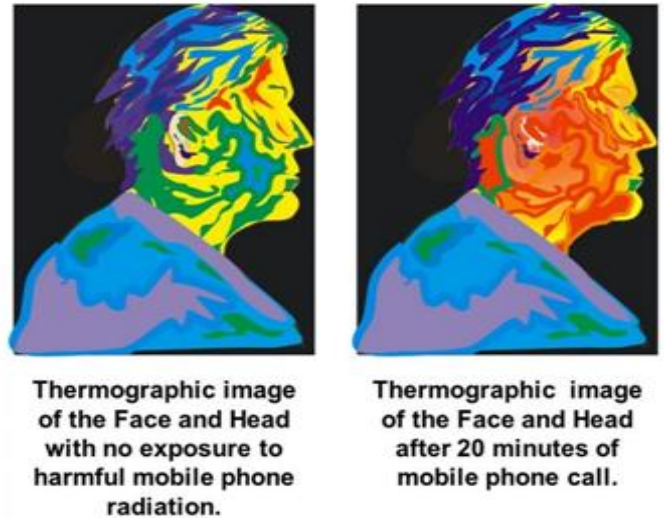 Thermographic image
of the Face and Head
with no exposure to
harmful mobile phone
radiation.
Thermographic image
of the Face and Head
after 20 minutes of
mobile phone call.